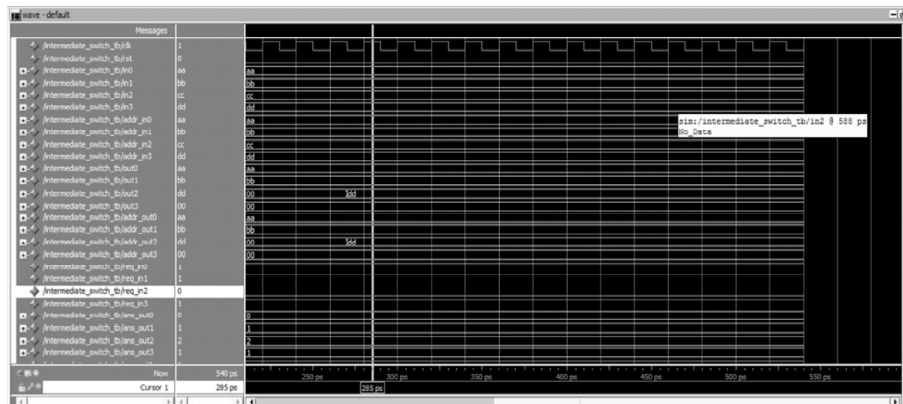 wave - default
Messages
/intermediate_switch_tb/clk 1
/intermediate_switch_tb/rst 0
/intermediate_switch_tb/in0 aa aa
/intermediate_switch_tb/in1 bb bb
/intermediate_switch_tb/in2 cc cc
/intermediate_switch_tb/in3 dd dd
/intermediate_switch_tb/addr_in0 aa aa
/intermediate_switch_tb/addr_in1 bb bb
/intermediate_switch_tb/addr_in2 cc cc
/intermediate_switch_tb/addr_in3 dd dd
/intermediate_switch_tb/out0 aa aa
/intermediate_switch_tb/out1 bb bb
/intermediate_switch_tb/out2 dd 00 dd
/intermediate_switch_tb/out3 00 00
/intermediate_switch_tb/addr_out0 aa aa
/intermediate_switch_tb/addr_out1 bb bb
/intermediate_switch_tb/addr_out2 dd 00 dd
/intermediate_switch_tb/addr_out3 00 00
/intermediate_switch_tb/req_in0 1
/intermediate_switch_tb/req_in1 1
/intermediate_switch_tb/req_in2 0
/intermediate_switch_tb/req_in3 1
/intermediate_switch_tb/ans_out0 0 0
/intermediate_switch_tb/ans_out1 1 1
/intermediate_switch_tb/ans_out2 2 2
/intermediate_switch_tb/ans_out3 1 1
sim:/intermediate_switch_tb/in2 @ 588 ps
No_Data
Now 540 ps
250 ps 300 ps 350 ps 400 ps 450 ps 500 ps 550 ps
Cursor 1 285 ps 285 ps